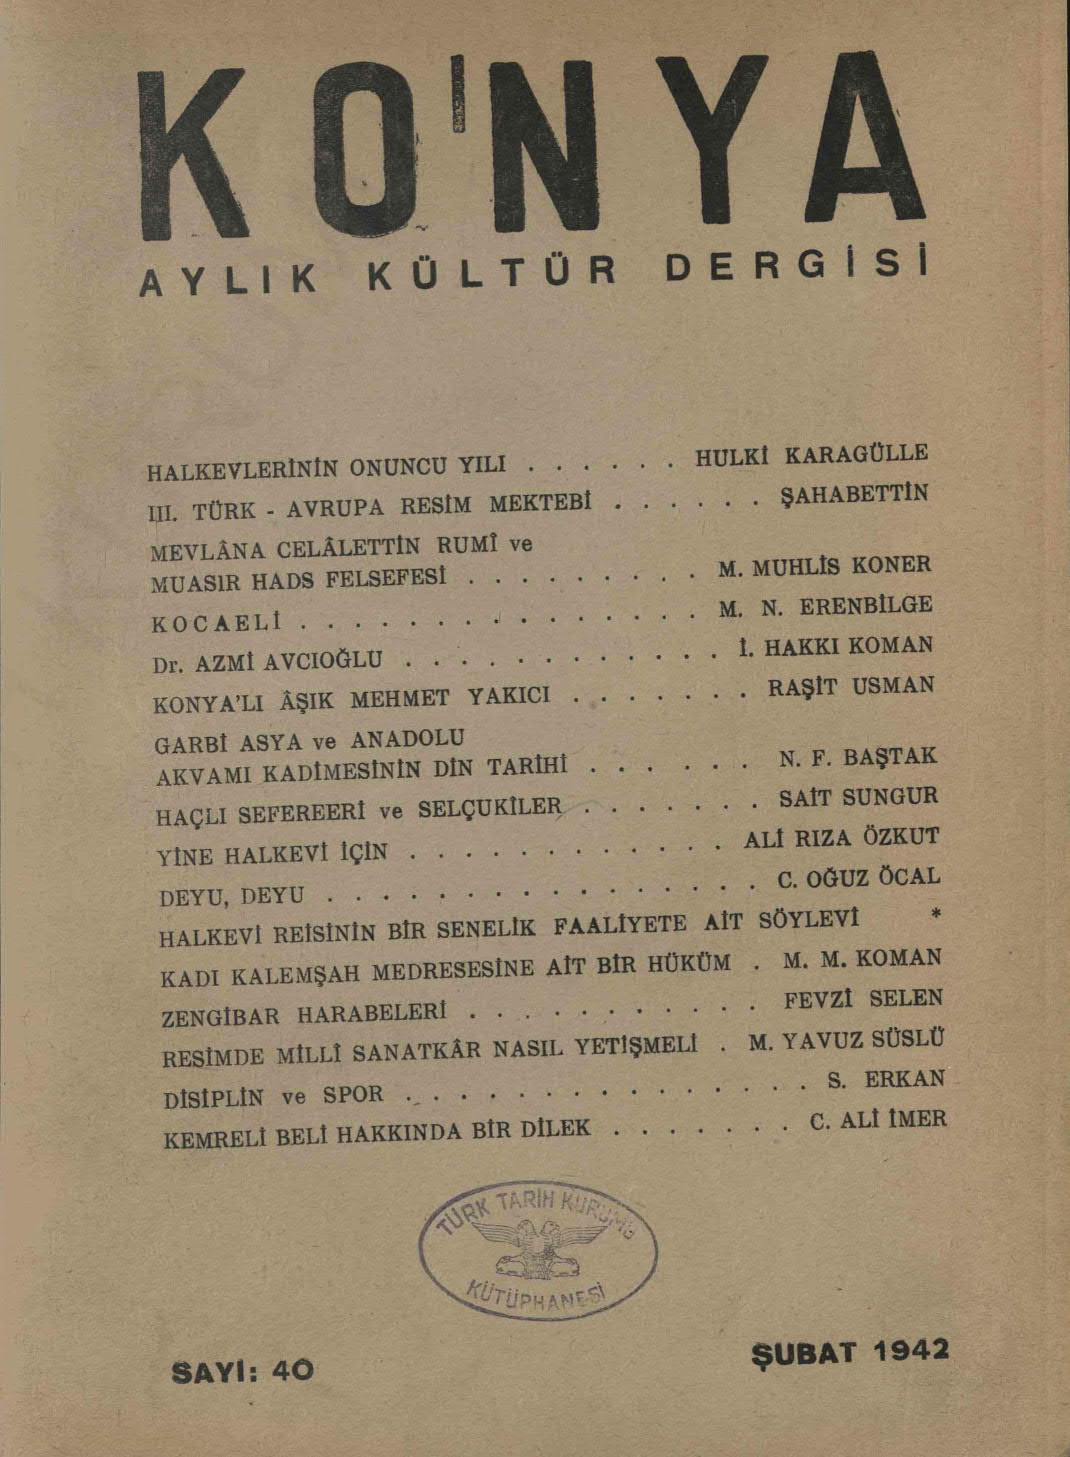 KONYA
AYLIK KÜLTÜR DERGİSİ
HALKEVLERİNİN ONUNCU YILI . . . . . . HULKİ KARAGÜLLE
III. TÜRK - AVRUPA RESİM MEKTEBİ . . . . . . ŞAHABETTİN
MEVLÂNA CELÂLETTİN RUMÎ ve
MUASIR HADS FELSEFESİ . . . . . . . . . M. MUHLİS KONER
KOCAELİ . . . . . . . . . . . . . . . M. N. ERENBİLGE
Dr. AZMİ AVCIOĞLU . . . . . . . . . . . . İ. HAKKI KOMAN
KONYA'LI ÂŞIK MEHMET YAKICI . . . . . . . RAŞİT USMAN
GARBİ ASYA ve ANADOLU
AKVAMI KADİMESİNİN DİN TARİHİ . . . . . . N. F. BAŞTAK
HAÇLI SEFEREERİ ve SELÇUKİLER . . . . . . . SAİT SUNGUR
YİNE HALKEVİ İÇİN . . . . . . . . . . . . ALİ RIZA ÖZKUT
DEYU, DEYU . . . . . . . . . . . . . . . . C. OĞUZ ÖCAL
HALKEVİ REİSİNİN BİR SENELİK FAALİYETE AİT SÖYLEVİ *
KADI KALEMŞAH MEDRESESİNE AİT BİR HÜKÜM . M. M. KOMAN
ZENGİBAR HARABELERİ . . . . . . . . . . . FEVZİ SELEN
RESİMDE MİLLÎ SANATKÂR NASIL YETİŞMELİ . M. YAVUZ SÜSLÜ
DİSİPLİN ve SPOR . . . . . . . . . . . . . . . S. ERKAN
KEMRELİ BELİ HAKKINDA BİR DİLEK . . . . . . . C. ALİ İMER
TÜRK TARİH KURUMU
KÜTÜPHANESİ
SAYİ: 40
ŞUBAT 1942